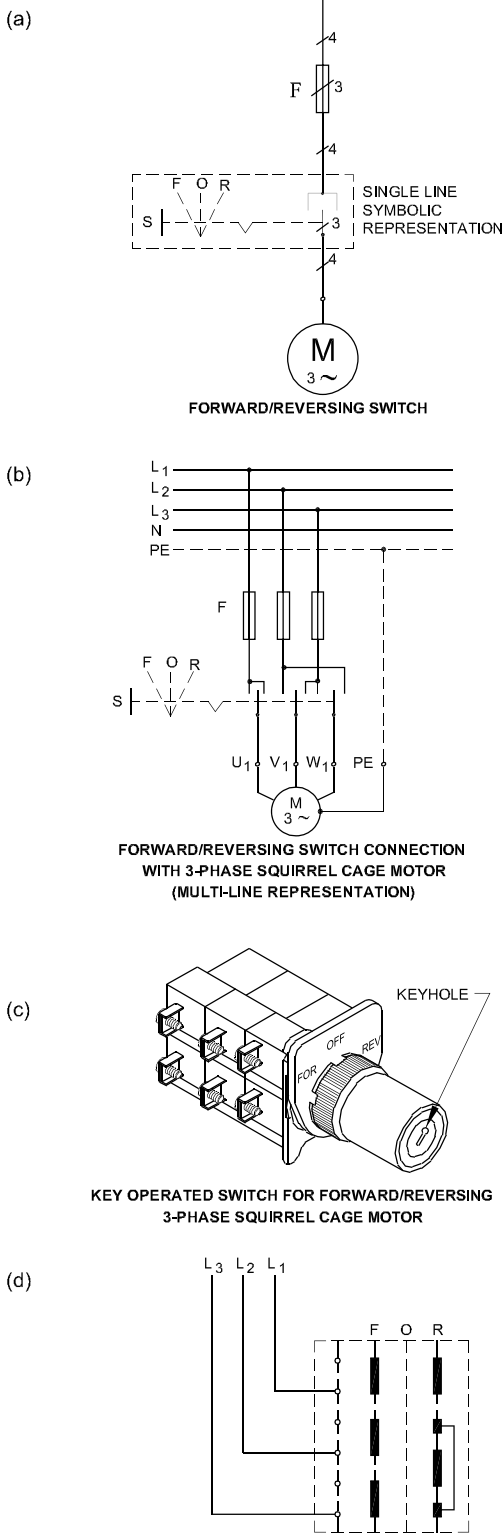 (a)
4
F 3
4
F O R
S
3
SINGLE LINE
SYMBOLIC
REPRESENTATION
4
M
3 ~
FORWARD/REVERSING SWITCH
(b)
L1
L2
L3
N
PE
F
F O R
S
U1 V1 W1 PE
M
3 ~
FORWARD/REVERSING SWITCH CONNECTION
WITH 3-PHASE SQUIRREL CAGE MOTOR
(MULTI-LINE REPRESENTATION)
(c)
KEYHOLE
FOR OFF REV
KEY OPERATED SWITCH FOR FORWARD/REVERSING
3-PHASE SQUIRREL CAGE MOTOR
(d)
L3 L2 L1
F O R